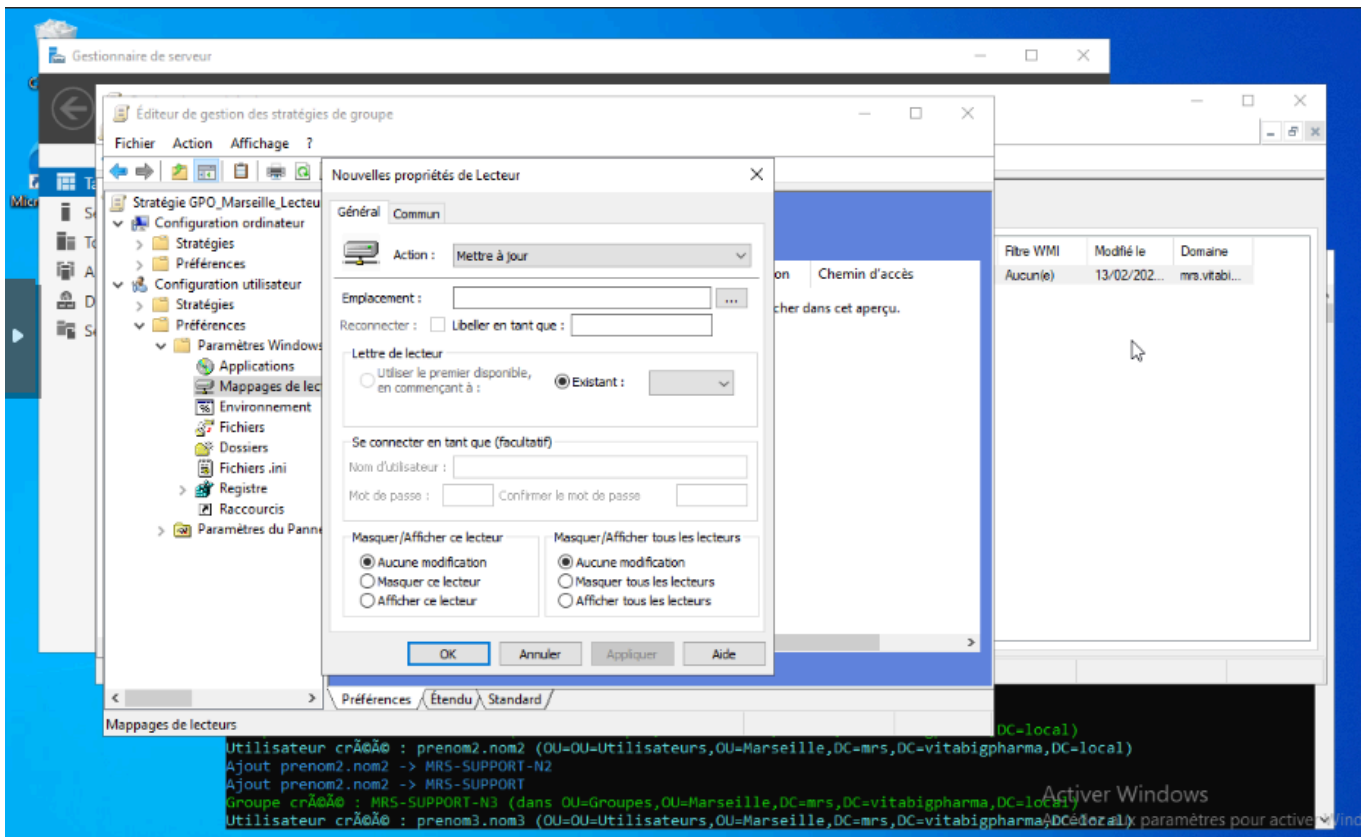 Gestionnaire de serveur
Éditeur de gestion des stratégies de groupe
Fichier Action Affichage ?
Nouvelles propriétés de Lecteur
Stratégie GPO_Marseille_Lecteu
Configuration ordinateur
Stratégies
Préférences
Configuration utilisateur
Stratégies
Préférences
Paramètres Windows
Applications
Mappages de lec
Environnement
Fichiers
Dossiers
Fichiers .ini
Registre
Raccourcis
Paramètres du Panne
Général Commun
Action : Mettre à jour
Emplacement : ...
Reconnecter : Libeller en tant que :
Lettre de lecteur
Utiliser le premier disponible,
en commençant à :
Existant :
Se connecter en tant que (facultatif)
Nom d'utilisateur :
Mot de passe : Confirmer le mot de passe
Masquer/Afficher ce lecteur
Aucune modification
Masquer ce lecteur
Afficher ce lecteur
Masquer/Afficher tous les lecteurs
Aucune modification
Masquer tous les lecteurs
Afficher tous les lecteurs
OK Annuler Appliquer Aide
on Chemin d'accès
cher dans cet aperçu.
Filtre WMI Modifié le Domaine
Aucun(e) 13/02/202... mrs.vitabi...
Préférences Étendu Standard
Mappages de lecteurs
DC=local)
Utilisateur crÃ©Ã© : prenom2.nom2 (OU=OU=Utilisateurs,OU=Marseille,DC=mrs,DC=vitabigpharma,DC=local)
Ajout prenom2.nom2 -> MRS-SUPPORT-N2
Ajout prenom2.nom2 -> MRS-SUPPORT
Groupe crÃ©Ã© : MRS-SUPPORT-N3 (dans OU=Groupes,OU=Marseille,DC=mrs,DC=vitabigpharma,DC=local)
Utilisateur crÃ©Ã© : prenom3.nom3 (OU=OU=Utilisateurs,OU=Marseille,DC=mrs,DC=vitabigpharma,DC=local)
Activer Windows
Accédez aux paramètres pour activer Wind